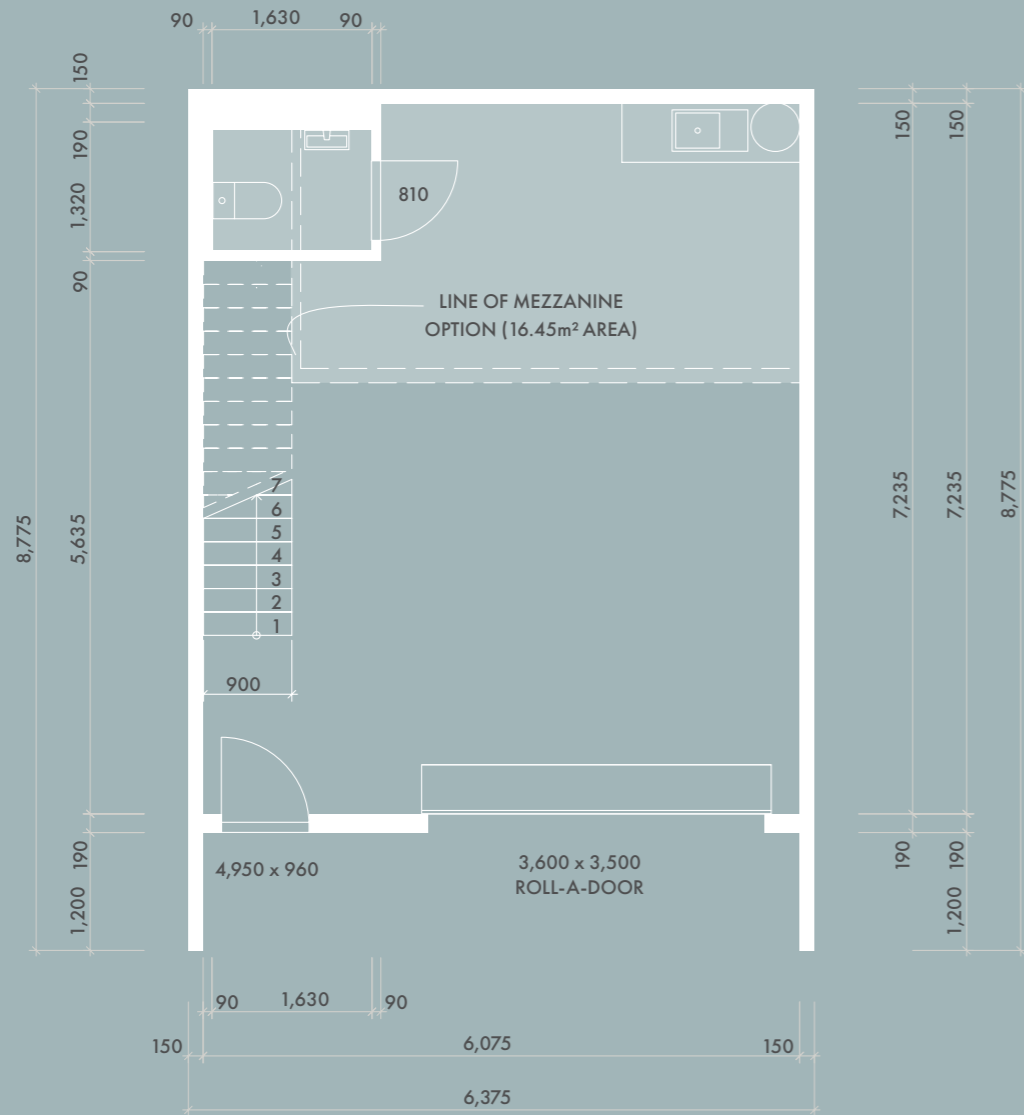 90 1,630 90
150
190
1,320
90
5,635
8,775
190
1,200
810
LINE OF MEZZANINE
OPTION (16.45m² AREA)
7
6
5
4
3
2
1
900
4,950 x 960
3,600 x 3,500
ROLL-A-DOOR
150 150
7,235 7,235 8,775
190 190
1,200
90 1,630 90
150 6,075 150
6,375